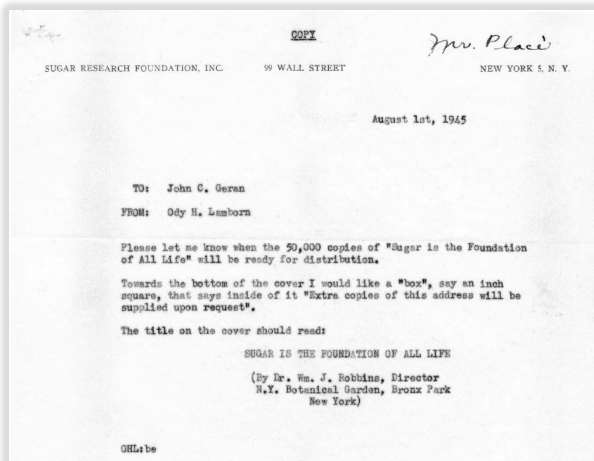 COPY
Mr. Place
SUGAR RESEARCH FOUNDATION, INC. 99 WALL STREET NEW YORK 5, N. Y.
August 1st, 1945
TO: John C. Geran
FROM: Ody H. Lamborn
Please let me know when the 50,000 copies of "Sugar is the Foundation
of All Life" will be ready for distribution.
Towards the bottom of the cover I would like a "box", say an inch
square, that says inside of it "Extra copies of this address will be
supplied upon request".
The title on the cover should read:
SUGAR IS THE FOUNDATION OF ALL LIFE
(By Dr. Wm. J. Robbins, Director
N.Y. Botanical Garden, Bronx Park
New York)
OHL:be